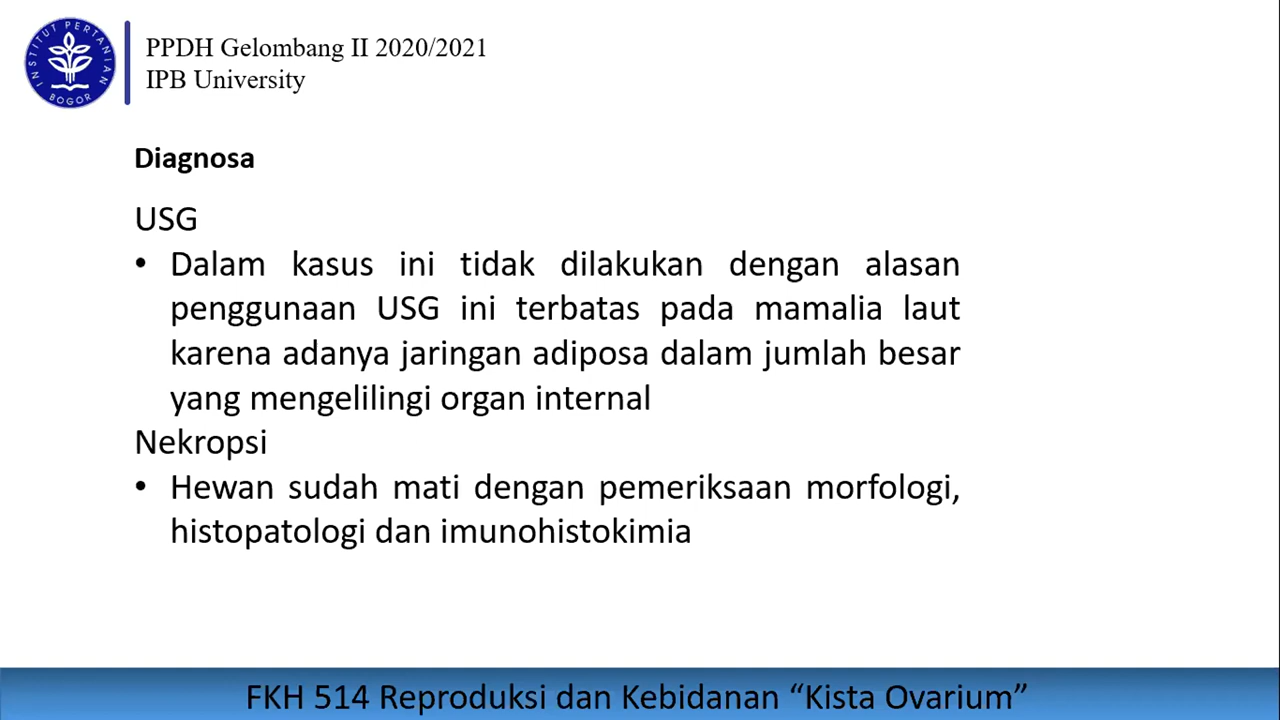 INSTITUT PERTANIAN
BOGOR
PPDH Gelombang II 2020/2021
IPB University
Diagnosa
USG
• Dalam kasus ini tidak dilakukan dengan alasan
penggunaan USG ini terbatas pada mamalia laut
karena adanya jaringan adiposa dalam jumlah besar
yang mengelilingi organ internal
Nekropsi
• Hewan sudah mati dengan pemeriksaan morfologi,
histopatologi dan imunohistokimia
FKH 514 Reproduksi dan Kebidanan “Kista Ovarium”